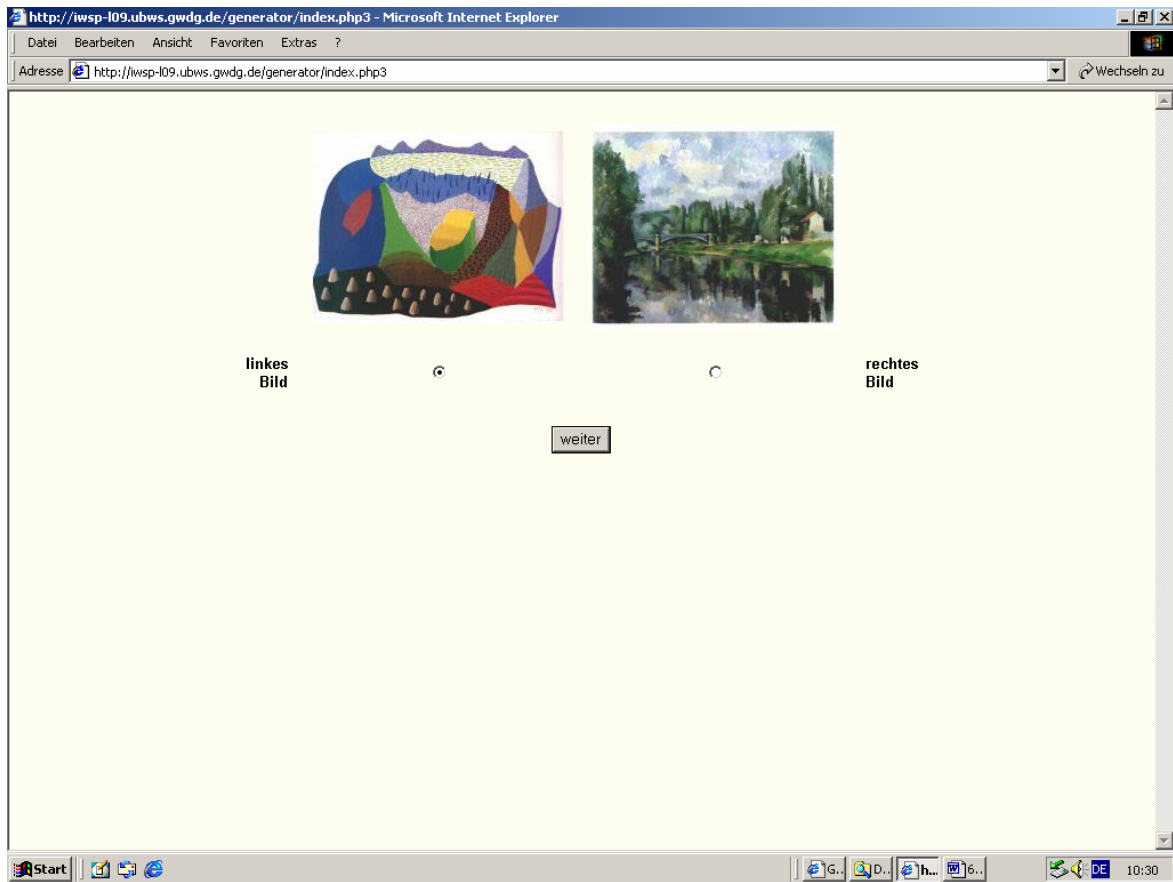 http://iwsp-l09.ubws.gwdg.de/generator/index.php3 - Microsoft Internet Explorer
Datei Bearbeiten Ansicht Favoriten Extras ?
Adresse http://iwsp-l09.ubws.gwdg.de/generator/index.php3 Wechseln zu
linkes
Bild
rechtes
Bild
weiter
Start G.. D.. h... 6.. DE 10:30